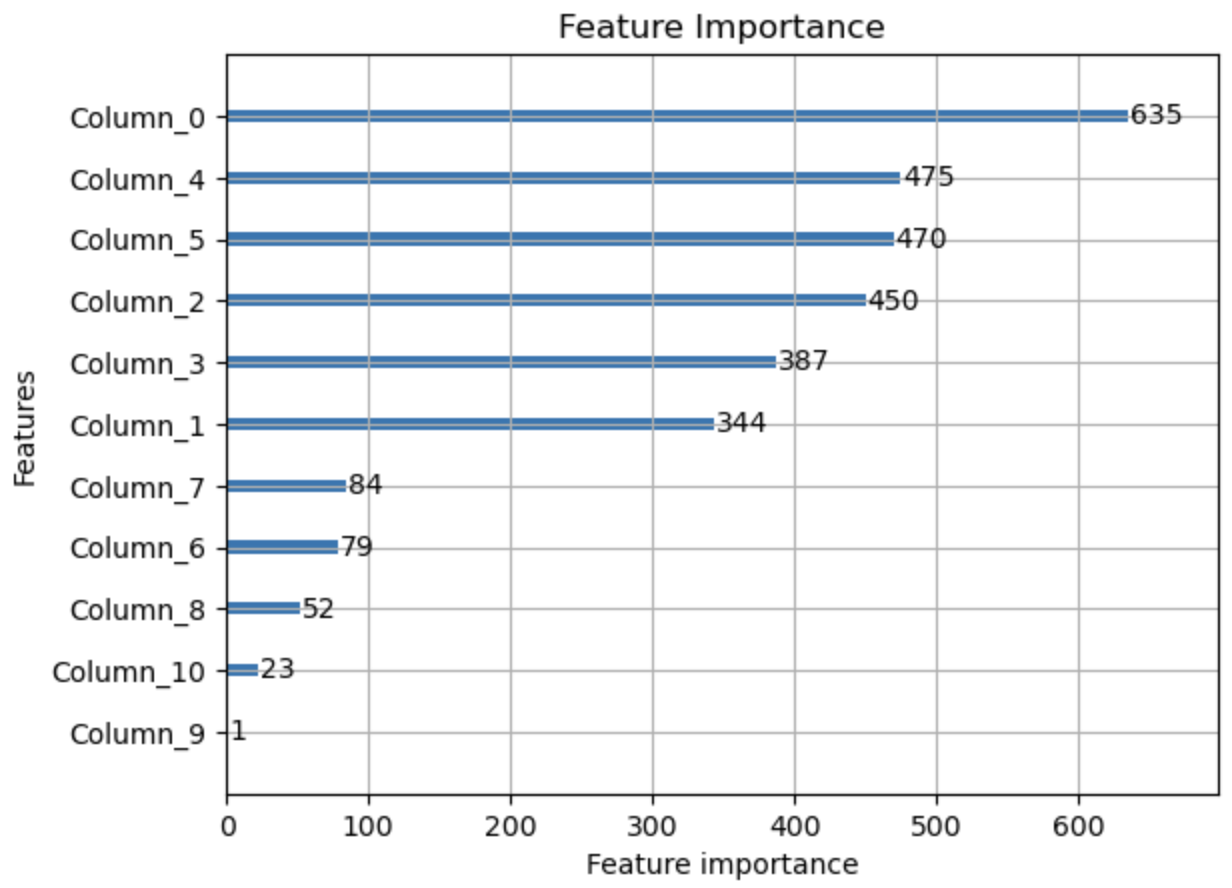 Feature Importance
Column_0 635
Column_4 475
Column_5 470
Column_2 450
Column_3 387
Column_1 344
Column_7 84
Column_6 79
Column_8 52
Column_10 23
Column_9 1
Features
0 100 200 300 400 500 600
Feature importance